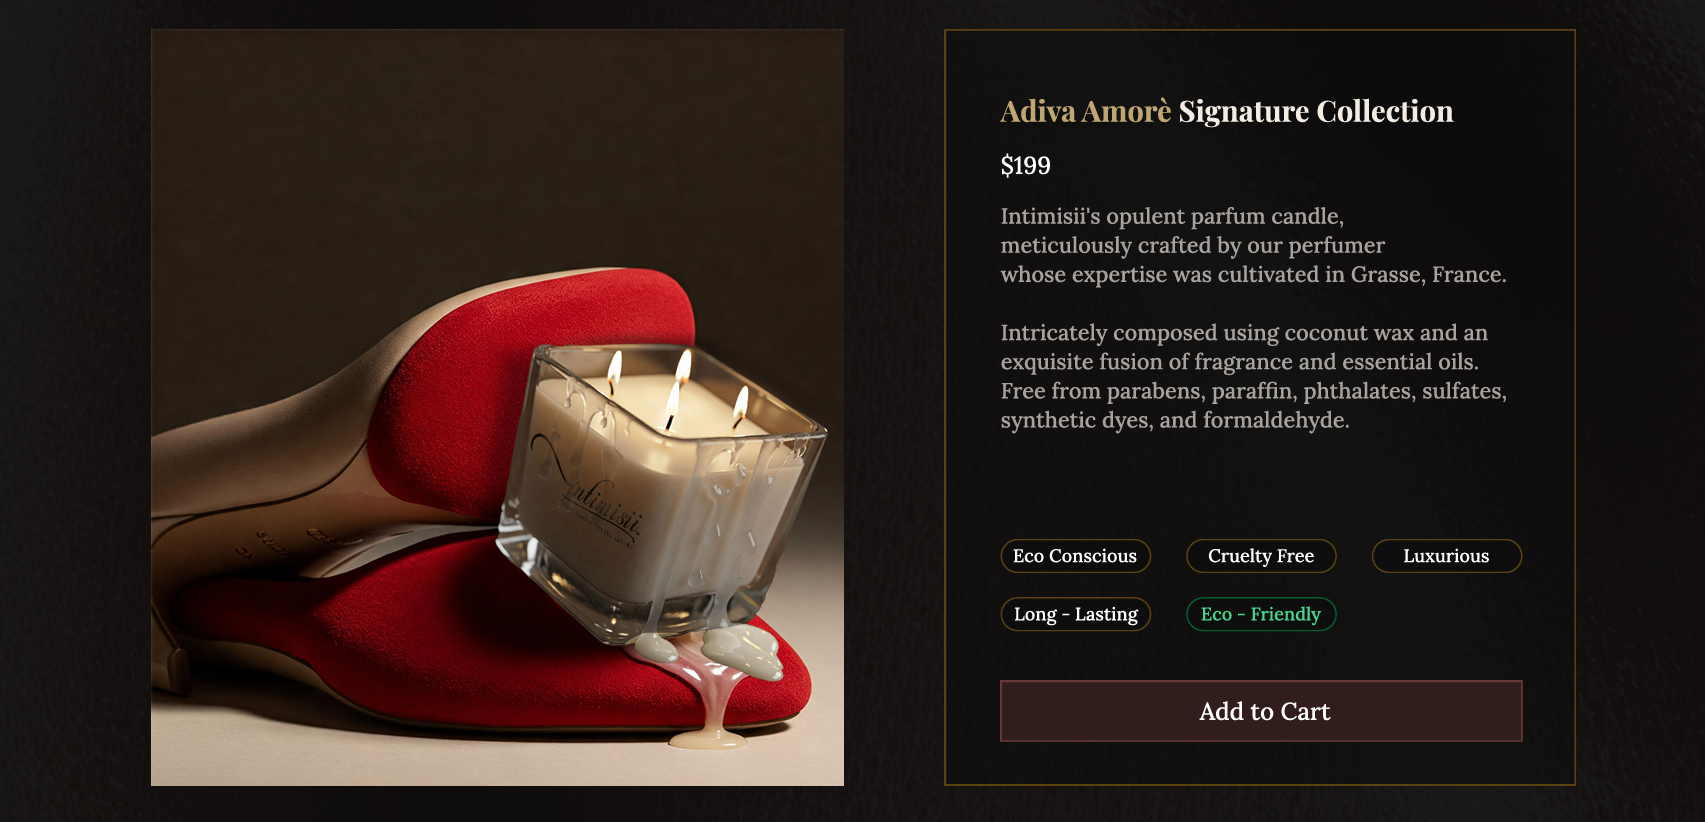 Adiva Amorè Signature Collection
$199
Intimisii's opulent parfum candle,
meticulously crafted by our perfumer
whose expertise was cultivated in Grasse, France.
Intricately composed using coconut wax and an
exquisite fusion of fragrance and essential oils.
Free from parabens, paraffin, phthalates, sulfates,
synthetic dyes, and formaldehyde.
intimisii
Eco Conscious
Cruelty Free
Luxurious
Long - Lasting
Eco - Friendly
Add to Cart